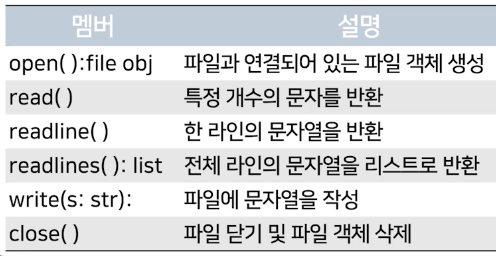 멤버 설명
open( ):file obj 파일과 연결되어 있는 파일 객체 생성
read( ) 특정 개수의 문자를 반환
readline( ) 한 라인의 문자열을 반환
readlines( ): list 전체 라인의 문자열을 리스트로 반환
write(s: str): 파일에 문자열을 작성
close( ) 파일 닫기 및 파일 객체 삭제